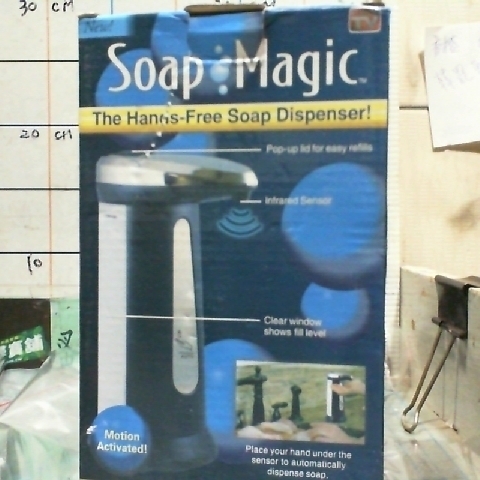 30 CM
New!
Soap Magic™
The Hands-Free Soap Dispenser!
20 CM
Pop-up lid for easy refills
Infrared Sensor
10
Clear window
shows fill level
Motion
Activated!
Place your hand under the
sensor to automatically
dispense soap.